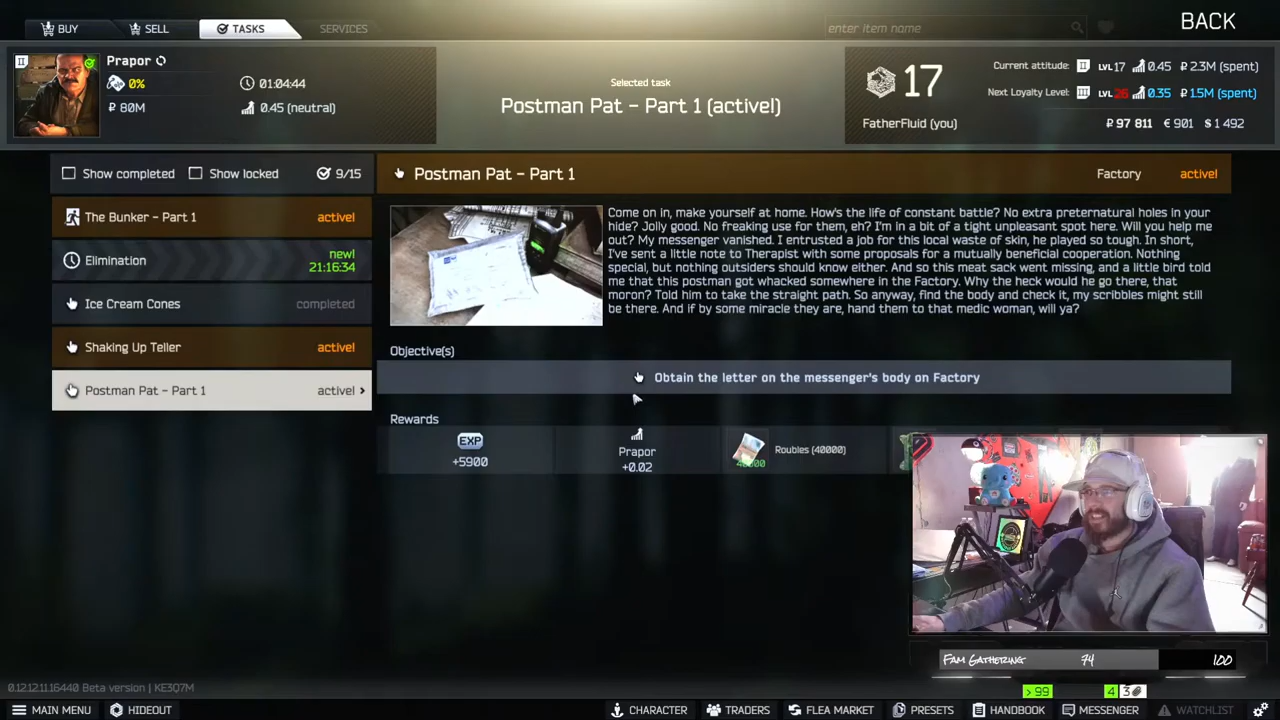 BUY
SELL
TASKS
SERVICES
enter item name
BACK
II
Prapor
0%
01:04:44
₽ 80M
0.45 (neutral)
Selected task
Postman Pat – Part 1 (active!)
17
FatherFluid (you)
Current attitude: II LVL 17 0.45 ₽ 2.3M (spent)
Next Loyalty Level: III LVL 26 0.35 ₽ 1.5M (spent)
₽ 97 811 € 901 $ 1 492
Show completed
Show locked
9/15
The Bunker – Part 1 active!
Elimination new!
21:16:34
Ice Cream Cones completed
Shaking Up Teller active!
Postman Pat – Part 1 active! >
Postman Pat – Part 1 Factory active!
Come on in, make yourself at home. How's the life of constant battle? No extra preternatural holes in your
hide? Jolly good. No freaking use for them, eh? I'm in a bit of a tight unpleasant spot here. Will you help me
out? My messenger vanished. I entrusted a job for this local waste of skin, he played so tough. In short,
I've sent a little note to Therapist with some proposals for a mutually beneficial cooperation. Nothing
special, but nothing outsiders should know either. And so this meat sack went missing, and a little bird told
me that this postman got whacked somewhere in the Factory. Why the heck would he go there, that
moron? Told him to take the straight path. So anyway, find the body and check it, my scribbles might still
be there. And if by some miracle they are, hand them to that medic woman, will ya?
Objective(s)
Obtain the letter on the messenger's body on Factory
Rewards
EXP
+5900
Prapor
+0.02
40000
Roubles (40000)
Fam Gathering 74 100
> 99
4 3
0.12.12.11.16440 Beta version | KE3Q7M
MAIN MENU
HIDEOUT
CHARACTER
TRADERS
FLEA MARKET
PRESETS
HANDBOOK
MESSENGER
WATCHLIST